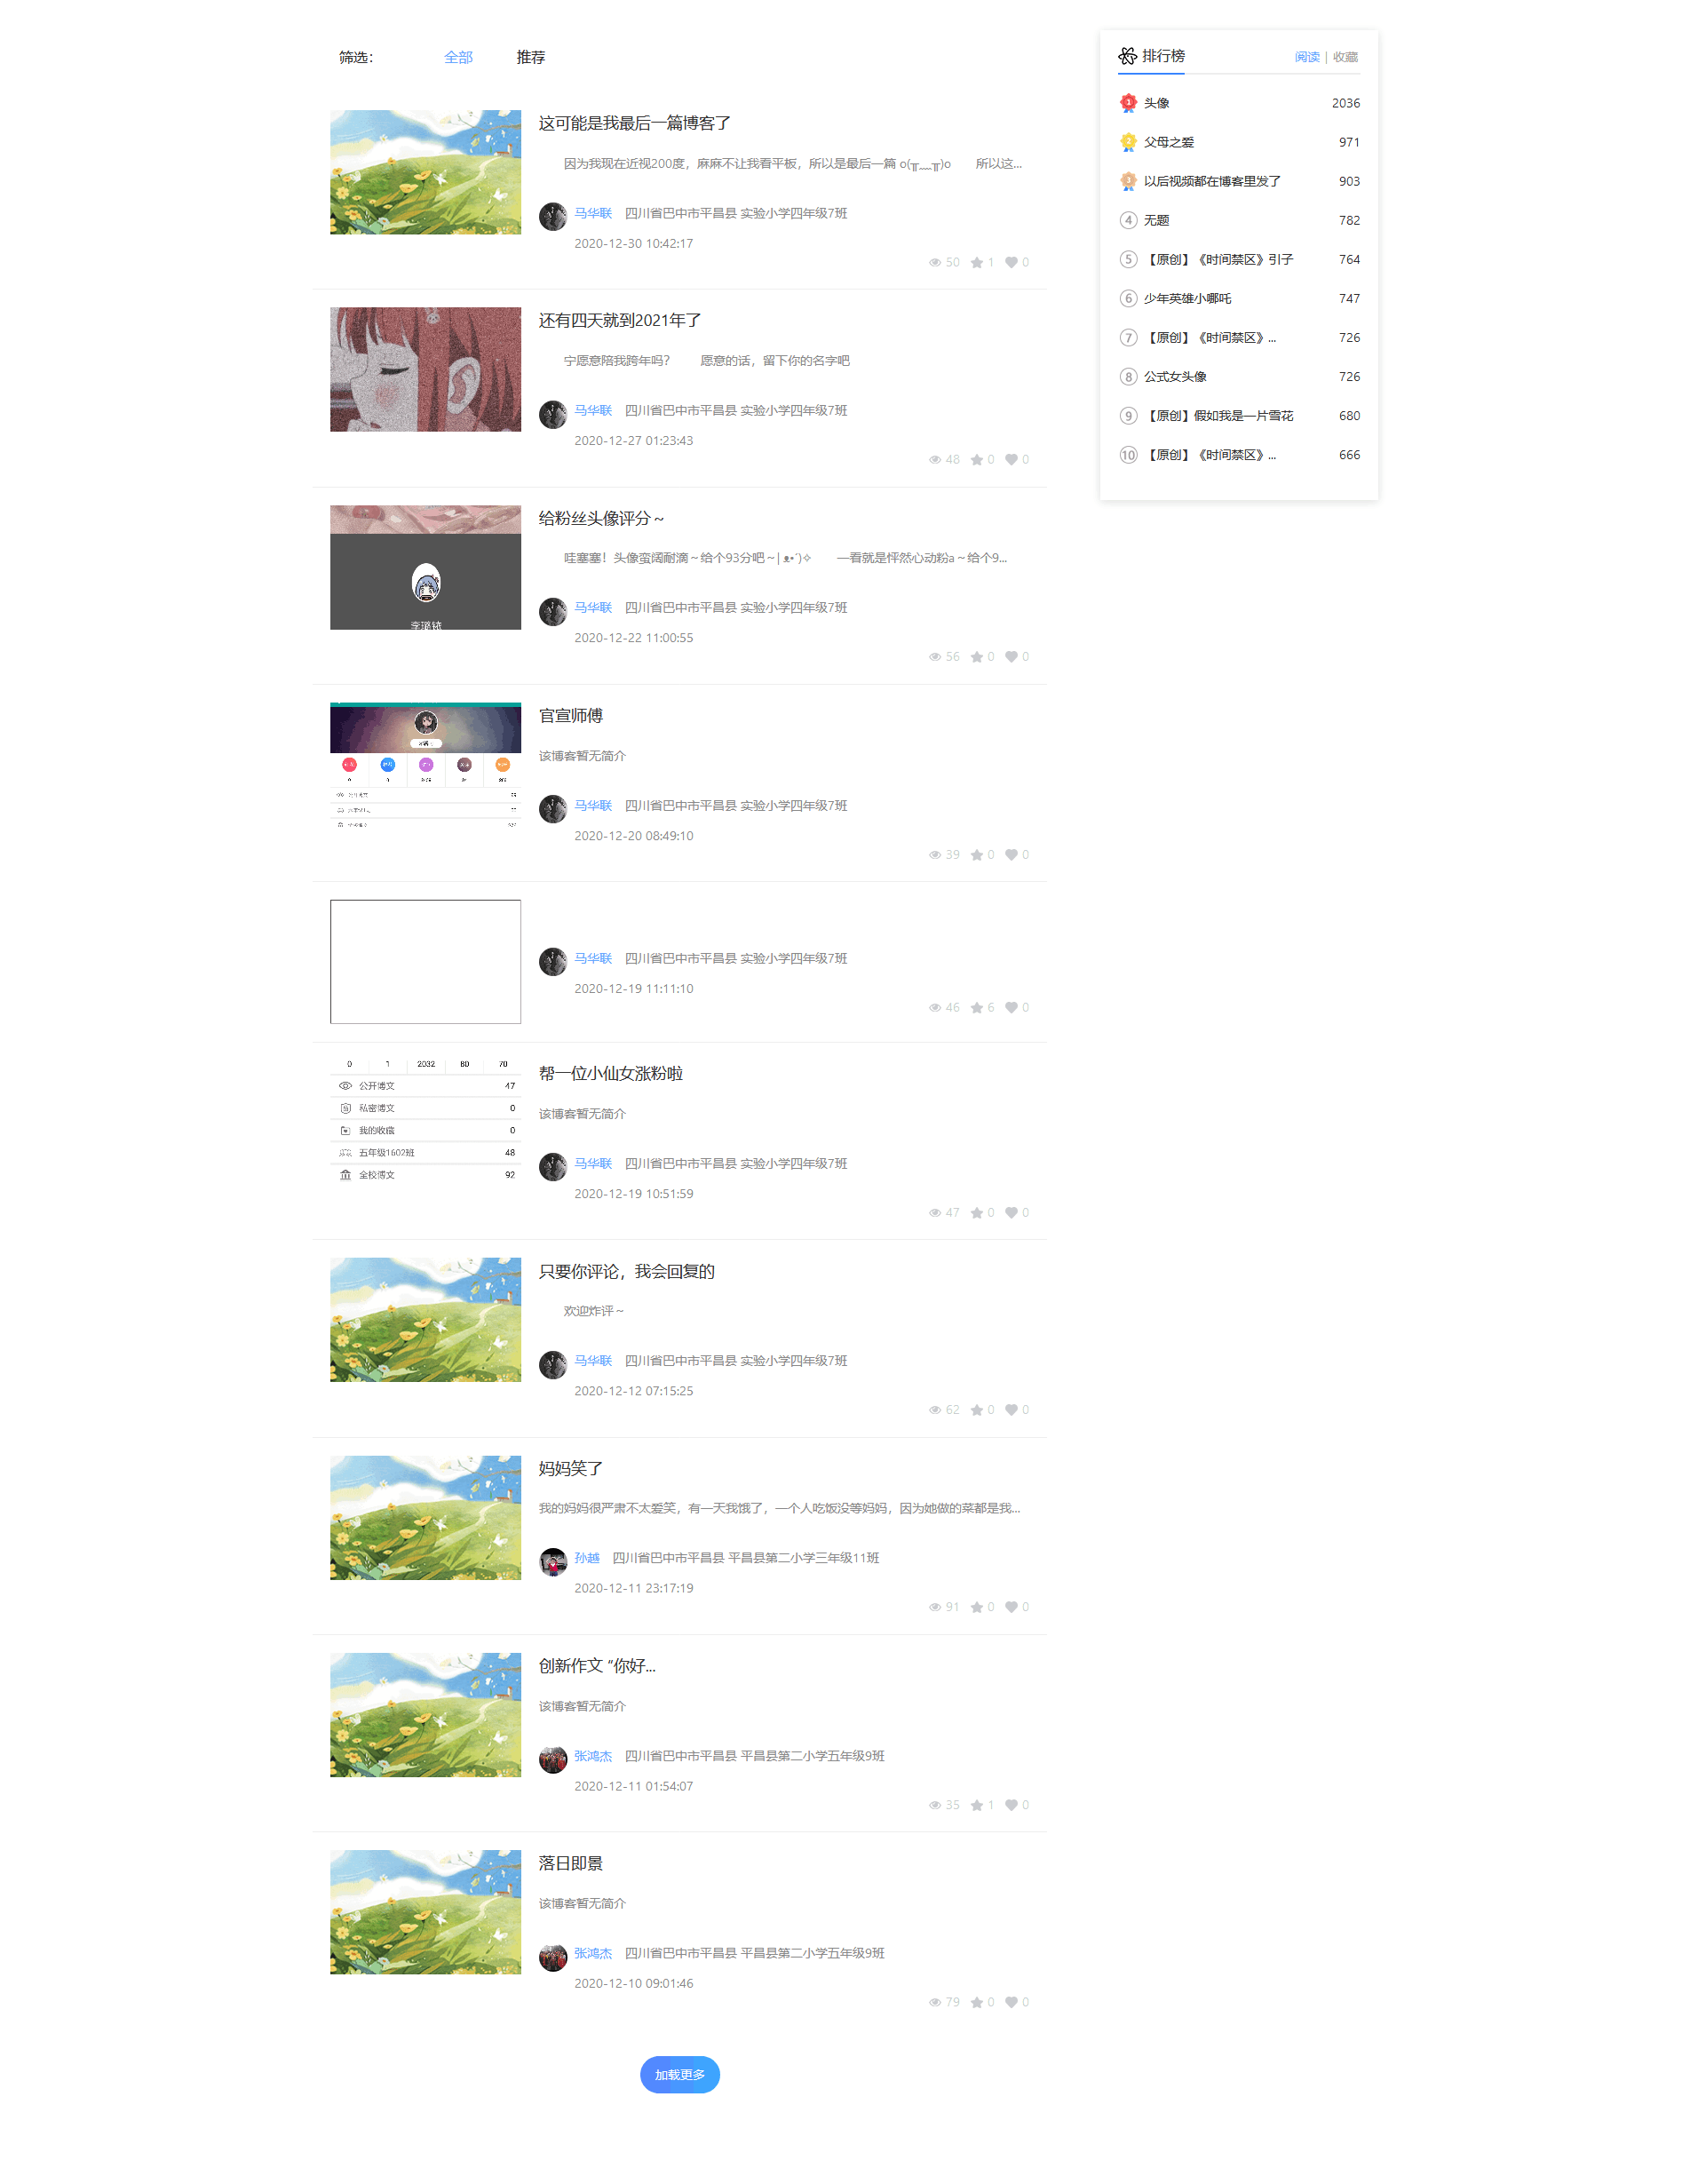 筛选：
全部
推荐
这可能是我最后一篇博客了
因为我现在近视200度，麻麻不让我看平板，所以是最后一篇 o(╥﹏╥)o 所以这...
马华联 四川省巴中市平昌县 实验小学四年级7班
2020-12-30 10:42:17
50 1 0
还有四天就到2021年了
宁愿意陪我跨年吗？ 愿意的话，留下你的名字吧
马华联 四川省巴中市平昌县 实验小学四年级7班
2020-12-27 01:23:43
48 0 0
李璐铱
给粉丝头像评分～
哇塞塞！头像蛮阔耐滴～给个93分吧～| ᴥ•´)✧ 一看就是怦然心动粉a～给个9...
马华联 四川省巴中市平昌县 实验小学四年级7班
2020-12-22 11:00:55
56 0 0
官宣师傅
该博客暂无简介
马华联 四川省巴中市平昌县 实验小学四年级7班
2020-12-20 08:49:10
39 0 0
马华联 四川省巴中市平昌县 实验小学四年级7班
2020-12-19 11:11:10
46 6 0
0 1 2032 80 70
公开博文 47
私密博文 0
我的收藏 0
五年级1602班 48
全校博文 92
帮一位小仙女涨粉啦
该博客暂无简介
马华联 四川省巴中市平昌县 实验小学四年级7班
2020-12-19 10:51:59
47 0 0
只要你评论，我会回复的
欢迎炸评～
马华联 四川省巴中市平昌县 实验小学四年级7班
2020-12-12 07:15:25
62 0 0
妈妈笑了
我的妈妈很严肃不太爱笑，有一天我饿了，一个人吃饭没等妈妈，因为她做的菜都是我...
孙越 四川省巴中市平昌县 平昌县第二小学三年级11班
2020-12-11 23:17:19
91 0 0
创新作文 “你好...
该博客暂无简介
张鸿杰 四川省巴中市平昌县 平昌县第二小学五年级9班
2020-12-11 01:54:07
35 1 0
落日即景
该博客暂无简介
张鸿杰 四川省巴中市平昌县 平昌县第二小学五年级9班
2020-12-10 09:01:46
79 0 0
加载更多
排行榜
阅读 | 收藏
1 头像 2036
2 父母之爱 971
3 以后视频都在博客里发了 903
4 无题 782
5 【原创】《时间禁区》引子 764
6 少年英雄小哪吒 747
7 【原创】《时间禁区》... 726
8 公式女头像 726
9 【原创】假如我是一片雪花 680
10 【原创】《时间禁区》... 666